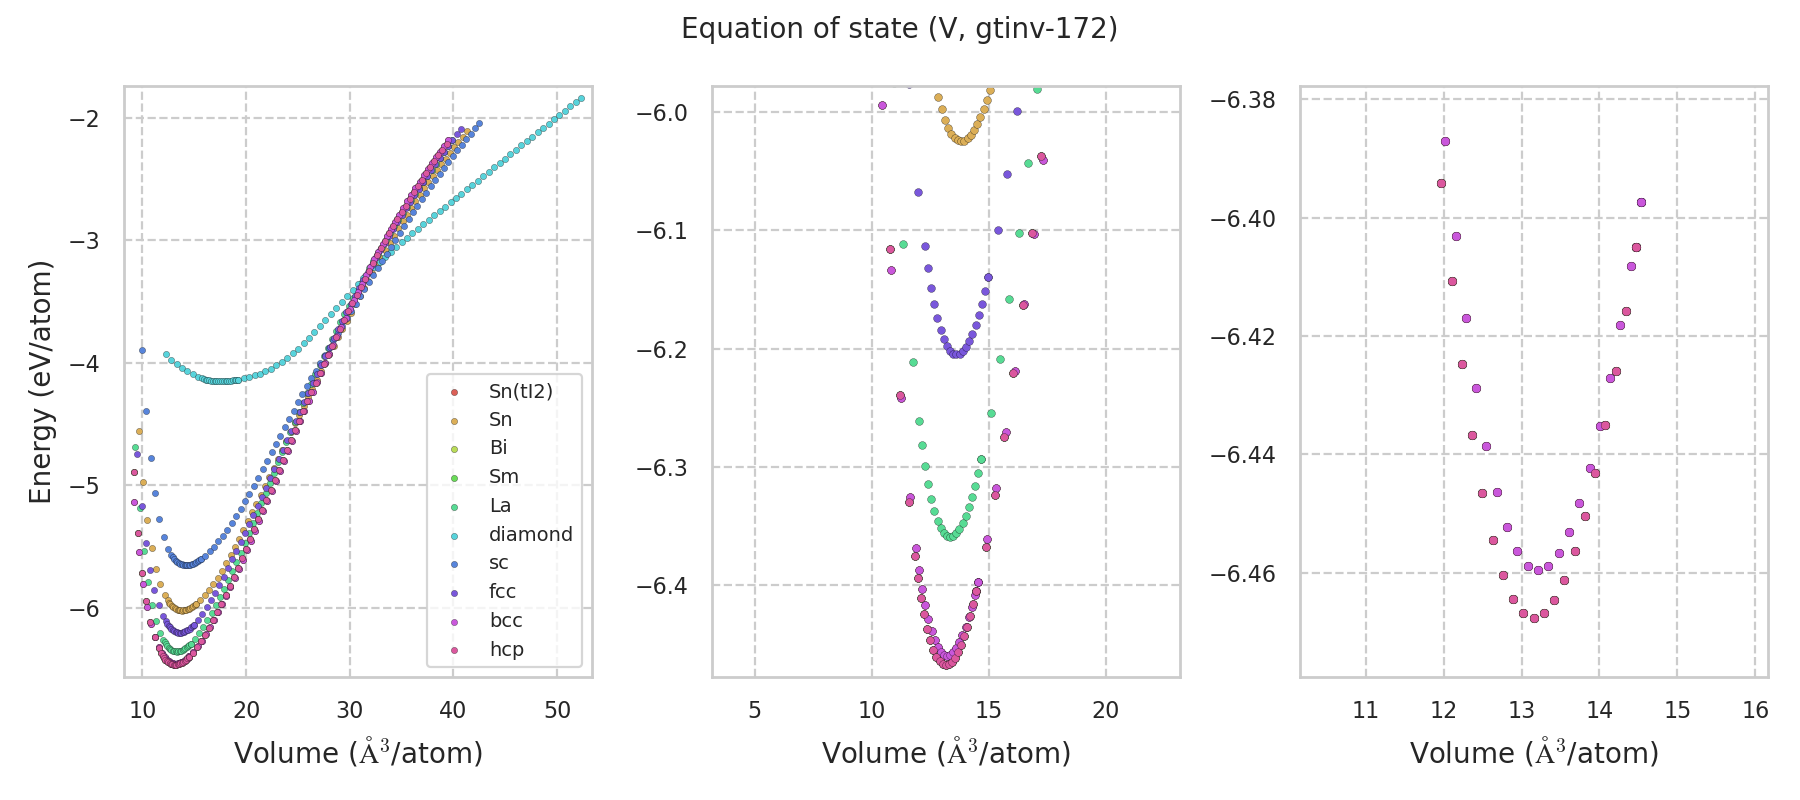 Equation of state (V, gtinv-172)
Energy (eV/atom)
−2
−3
−4
−5
−6
10 20 30 40 50
Volume (Å³/atom)
Sn(tI2)
Sn
Bi
Sm
La
diamond
sc
fcc
bcc
hcp
−6.0
−6.1
−6.2
−6.3
−6.4
5 10 15 20
Volume (Å³/atom)
−6.38
−6.40
−6.42
−6.44
−6.46
11 12 13 14 15 16
Volume (Å³/atom)